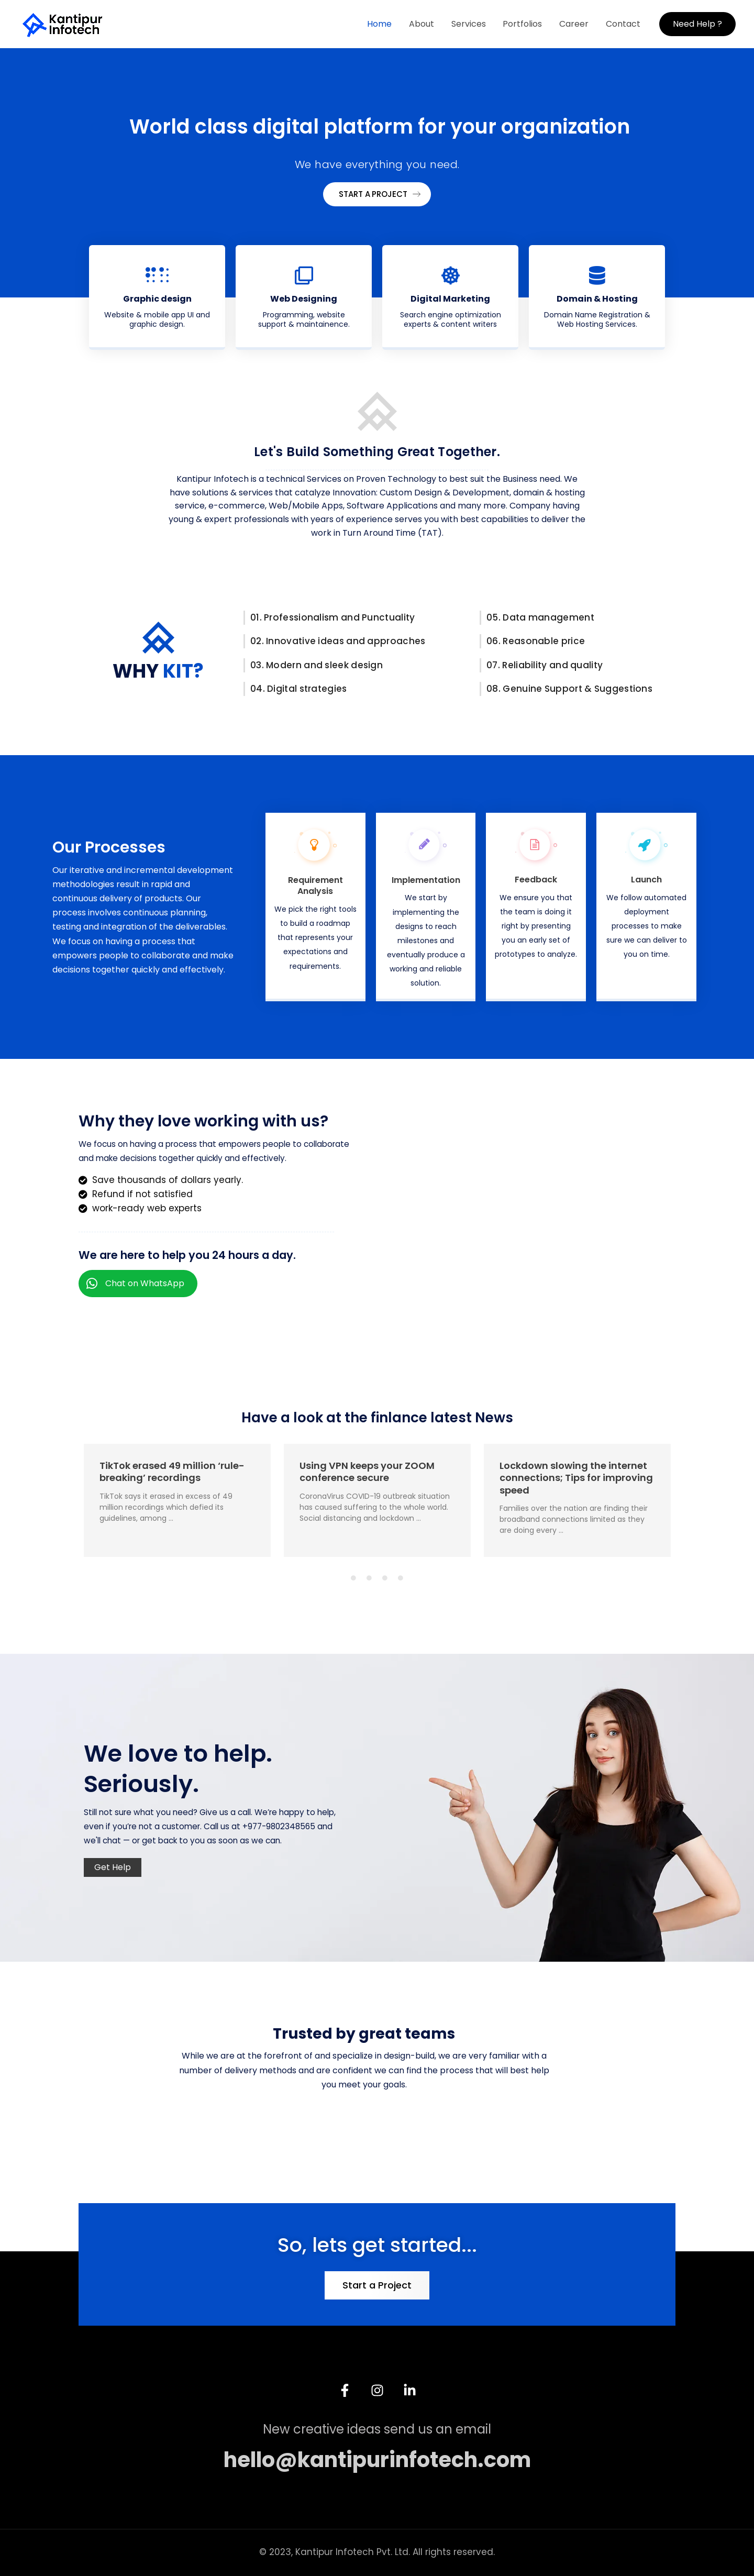 Kantipur
Infotech
Home
About
Services
Portfolios
Career
Contact
Need Help ?
World class digital platform for your organization
We have everything you need.
START A PROJECT
Graphic design
Website & mobile app UI and
graphic design.
Web Designing
Programming, website
support & maintainence.
Digital Marketing
Search engine optimization
experts & content writers
Domain & Hosting
Domain Name Registration &
Web Hosting Services.
Let's Build Something Great Together.
Kantipur Infotech is a technical Services on Proven Technology to best suit the Business need. We
have solutions & services that catalyze Innovation: Custom Design & Development, domain & hosting
service, e-commerce, Web/Mobile Apps, Software Applications and many more. Company having
young & expert professionals with years of experience serves you with best capabilities to deliver the
work in Turn Around Time (TAT).
WHY KIT?
01. Professionalism and Punctuality
02. Innovative ideas and approaches
03. Modern and sleek design
04. Digital strategies
05. Data management
06. Reasonable price
07. Reliability and quality
08. Genuine Support & Suggestions
Our Processes
Our iterative and incremental development
methodologies result in rapid and
continuous delivery of products. Our
process involves continuous planning,
testing and integration of the deliverables.
We focus on having a process that
empowers people to collaborate and make
decisions together quickly and effectively.
Requirement
Analysis
We pick the right tools
to build a roadmap
that represents your
expectations and
requirements.
Implementation
We start by
implementing the
designs to reach
milestones and
eventually produce a
working and reliable
solution.
Feedback
We ensure you that
the team is doing it
right by presenting
you an early set of
prototypes to analyze.
Launch
We follow automated
deployment
processes to make
sure we can deliver to
you on time.
Why they love working with us?
We focus on having a process that empowers people to collaborate
and make decisions together quickly and effectively.
Save thousands of dollars yearly.
Refund if not satisfied
work-ready web experts
We are here to help you 24 hours a day.
Chat on WhatsApp
Have a look at the finlance latest News
TikTok erased 49 million ‘rule-
breaking’ recordings
TikTok says it erased in excess of 49
million recordings which defied its
guidelines, among ...
Using VPN keeps your ZOOM
conference secure
CoronaVirus COVID-19 outbreak situation
has caused suffering to the whole world.
Social distancing and lockdown ...
Lockdown slowing the internet
connections; Tips for improving
speed
Families over the nation are finding their
broadband connections limited as they
are doing every ...
We love to help.
Seriously.
Still not sure what you need? Give us a call. We’re happy to help,
even if you’re not a customer. Call us at +977-9802348565 and
we'll chat — or get back to you as soon as we can.
Get Help
Trusted by great teams
While we are at the forefront of and specialize in design-build, we are very familiar with a
number of delivery methods and are confident we can find the process that will best help
you meet your goals.
So, lets get started...
Start a Project
New creative ideas send us an email
hello@kantipurinfotech.com
© 2023, Kantipur Infotech Pvt. Ltd. All rights reserved.